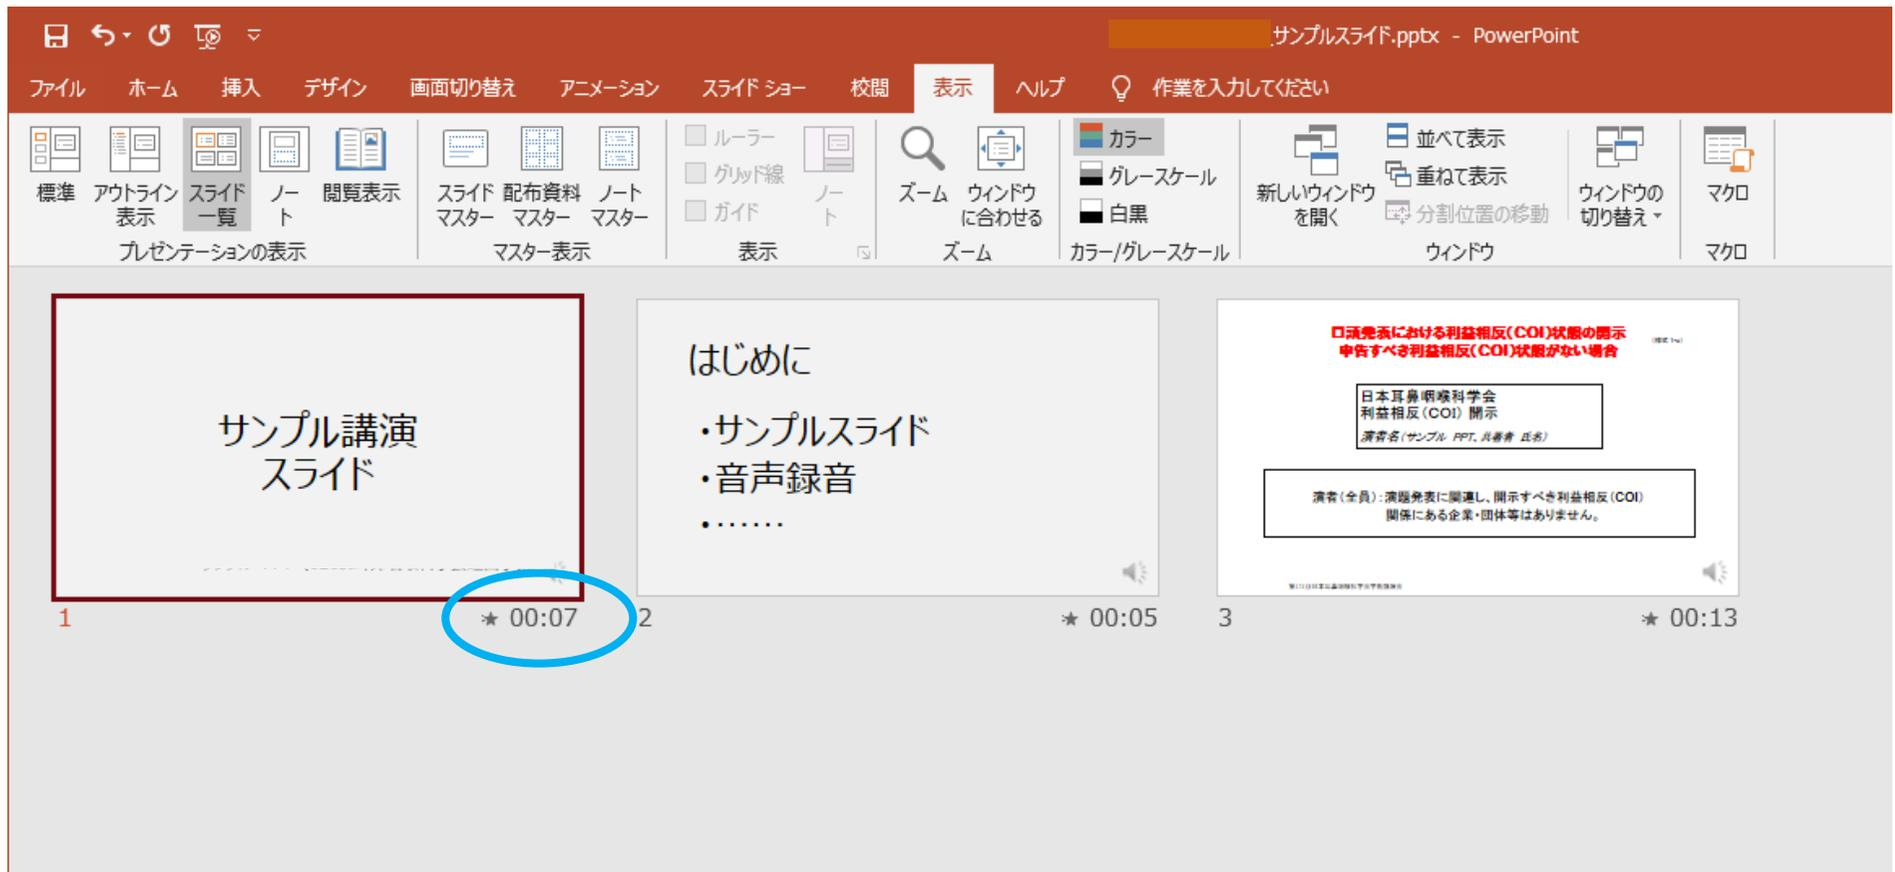 サンプルスライド.pptx - PowerPoint
ファイル ホーム 挿入 デザイン 画面切り替え アニメーション スライド ショー 校閲 表示 ヘルプ 作業を入力してください
標準
アウトライン
表示
スライド
一覧
ノー
ト
閲覧表示
プレゼンテーションの表示
スライド
マスター
配布資料
マスター
ノート
マスター
マスター表示
ルーラー
グリッド線
ガイド
ノー
ト
表示
ズーム
ウィンドウ
に合わせる
ズーム
カラー
グレースケール
白黒
カラー/グレースケール
新しいウィンドウ
を開く
並べて表示
重ねて表示
分割位置の移動
ウィンドウの
切り替え
ウィンドウ
マクロ
マクロ
サンプル講演
スライド
1 00:07
はじめに
・サンプルスライド
・音声録音
・‥‥‥
2 00:05
口頭発表における利益相反(COI)状態の開示
申告すべき利益相反(COI)状態がない場合
日本耳鼻咽喉科学会
利益相反(COI) 開示
演者名(サンプル PPT、共著者 氏名)
演者(全員):演題発表に関連し、開示すべき利益相反(COI)
関係にある企業・団体等はありません。
3 00:13